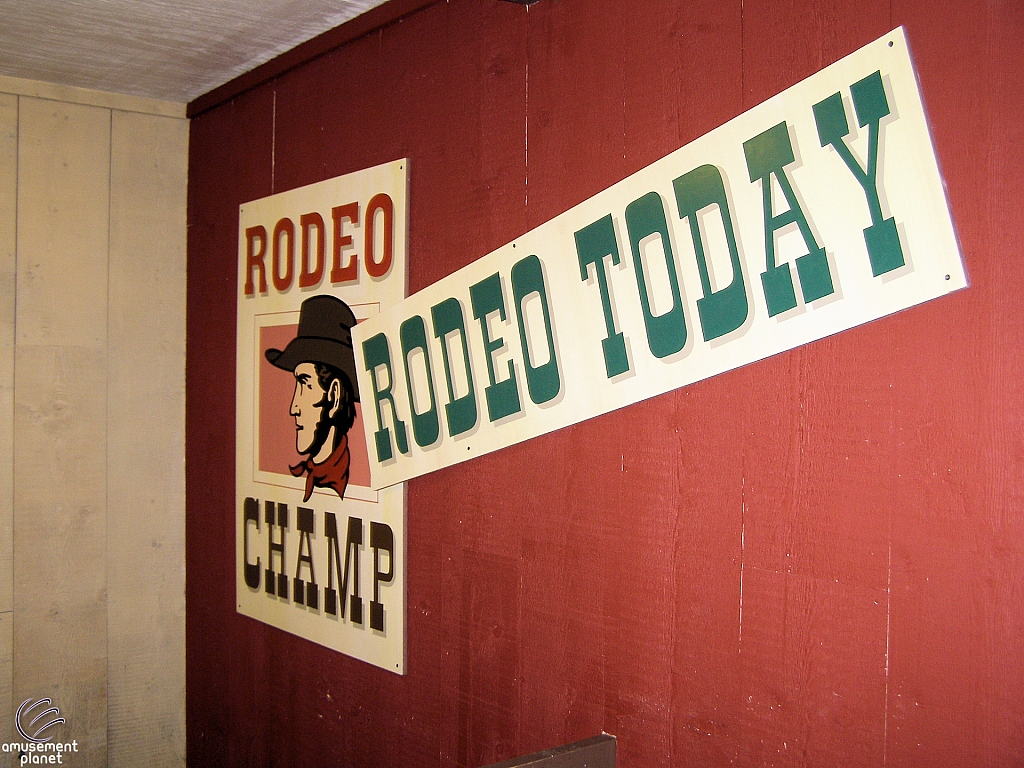 RODEO
CHAMP
RODEO TODAY
amusement
planet